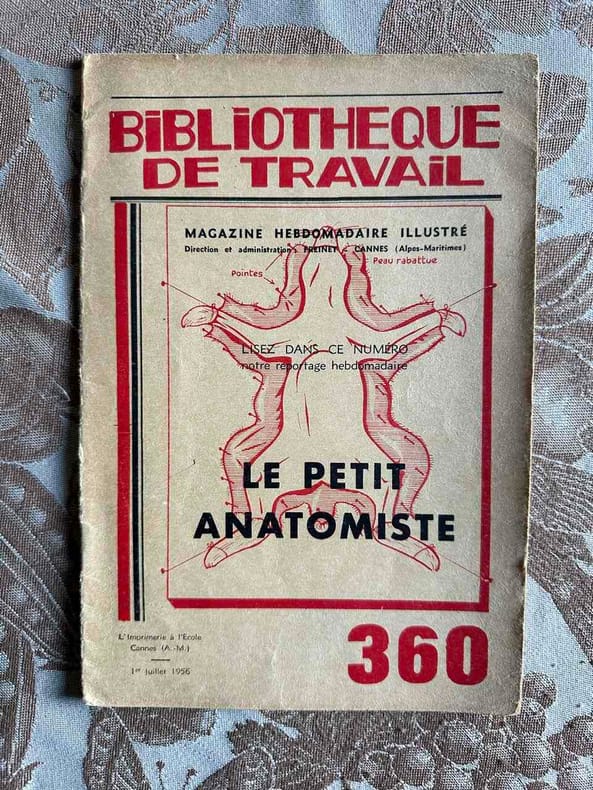 BiBLiOTHEQUE
DE TRAVAiL
MAGAZINE HEBDOMADAIRE ILLUSTRÉ
Direction et administration : FREINET - CANNES (Alpes-Maritimes)
Pointes
Peau rabattue
LISEZ DANS CE NUMÉRO
notre reportage hebdomadaire
LE PETIT
ANATOMISTE
L'Imprimerie à l'École
Cannes (A.-M.)
1er Juillet 1956
360